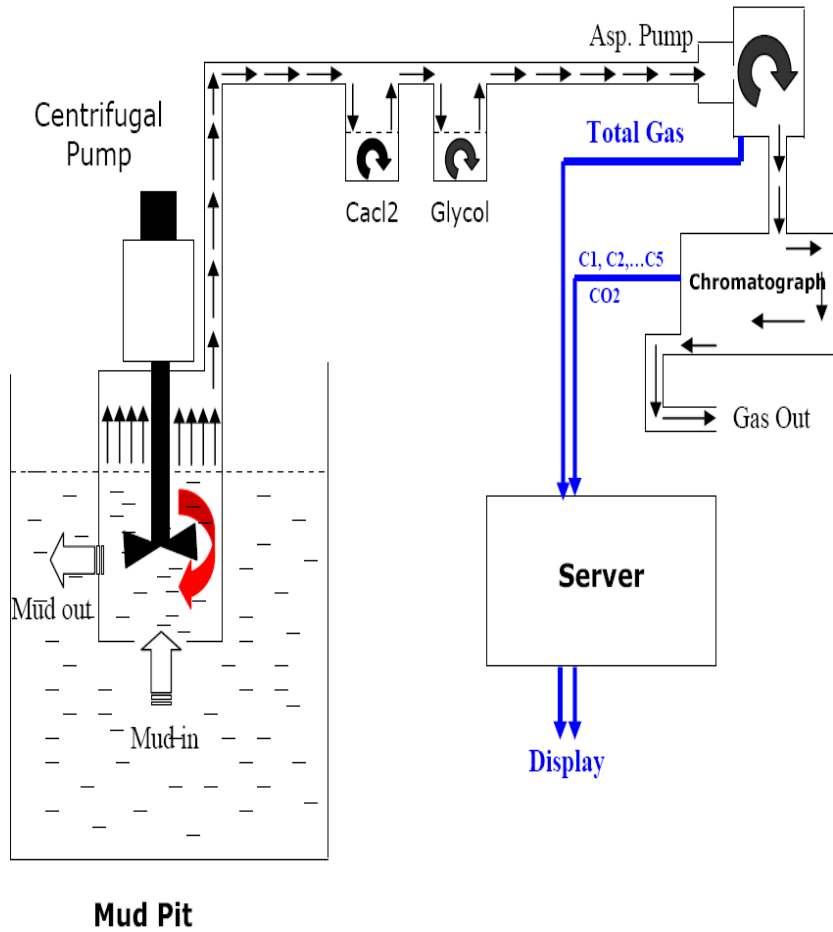 Asp. Pump
Centrifugal
Pump
Total Gas
Cacl2
Glycol
C1, C2,...C5
CO2
Chromatograph
Gas Out
Server
Mud out
Mud in
Display
Mud Pit